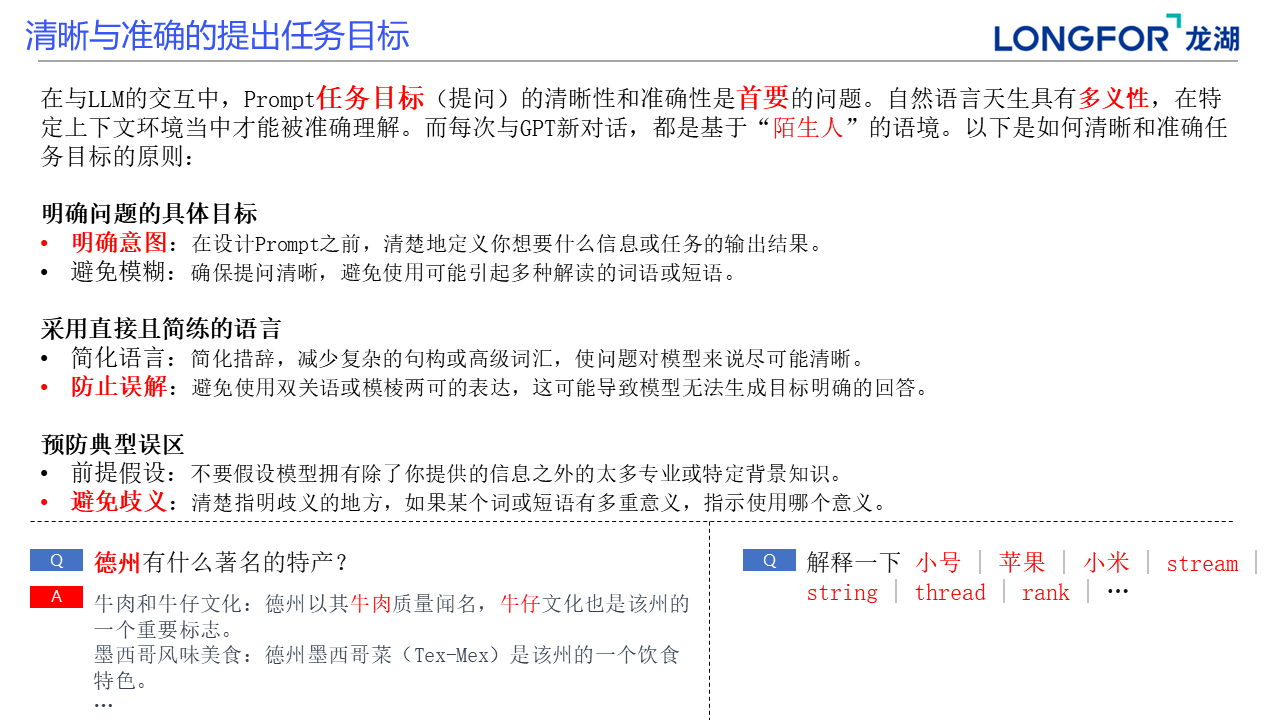 清晰与准确的提出任务目标
LONGFOR 龙湖
在与LLM的交互中，Prompt任务目标（提问）的清晰性和准确性是首要的问题。自然语言天生具有多义性，在特
定上下文环境当中才能被准确理解。而每次与GPT新对话，都是基于“陌生人”的语境。以下是如何清晰和准确任
务目标的原则：
明确问题的具体目标
• 明确意图：在设计Prompt之前，清楚地定义你想要什么信息或任务的输出结果。
• 避免模糊：确保提问清晰，避免使用可能引起多种解读的词语或短语。
采用直接且简练的语言
• 简化语言：简化措辞，减少复杂的句构或高级词汇，使问题对模型来说尽可能清晰。
• 防止误解：避免使用双关语或模棱两可的表达，这可能导致模型无法生成目标明确的回答。
预防典型误区
• 前提假设：不要假设模型拥有除了你提供的信息之外的太多专业或特定背景知识。
• 避免歧义：清楚指明歧义的地方，如果某个词或短语有多重意义，指示使用哪个意义。
Q 德州有什么著名的特产？
A 牛肉和牛仔文化：德州以其牛肉质量闻名，牛仔文化也是该州的
一个重要标志。
墨西哥风味美食：德州墨西哥菜（Tex-Mex）是该州的一个饮食
特色。
…
Q 解释一下 小号 | 苹果 | 小米 | stream |
string | thread | rank | …